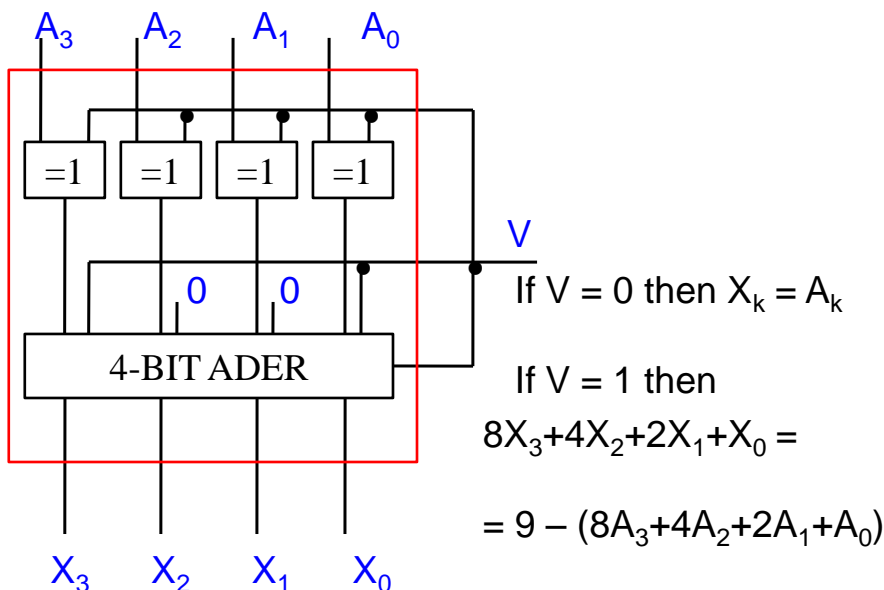 A₃ A₂ A₁ A₀
=1 =1 =1 =1
V
0 0
If V = 0 then Xₖ = Aₖ
4-BIT ADER
If V = 1 then
8X₃+4X₂+2X₁+X₀ =
= 9 – (8A₃+4A₂+2A₁+A₀)
X₃ X₂ X₁ X₀